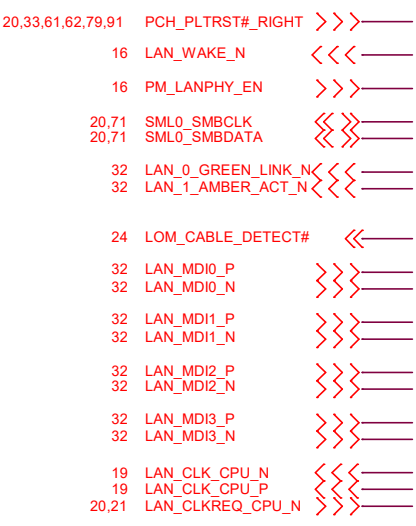 20,33,61,62,79,91 PCH_PLTRST#_RIGHT
16 LAN_WAKE_N
16 PM_LANPHY_EN
20,71 SML0_SMBCLK
20,71 SML0_SMBDATA
32 LAN_0_GREEN_LINK_N
32 LAN_1_AMBER_ACT_N
24 LOM_CABLE_DETECT#
32 LAN_MDI0_P
32 LAN_MDI0_N
32 LAN_MDI1_P
32 LAN_MDI1_N
32 LAN_MDI2_P
32 LAN_MDI2_N
32 LAN_MDI3_P
32 LAN_MDI3_N
19 LAN_CLK_CPU_N
19 LAN_CLK_CPU_P
20,21 LAN_CLKREQ_CPU_N